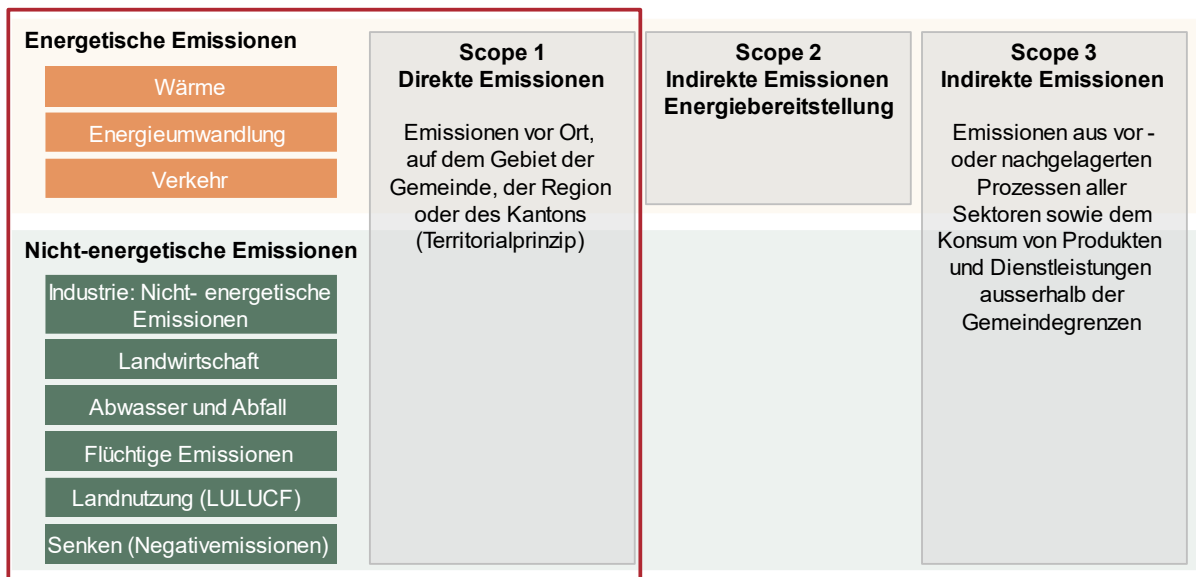 Energetische Emissionen
Wärme
Energieumwandlung
Verkehr
Nicht-energetische Emissionen
Industrie: Nicht- energetische
Emissionen
Landwirtschaft
Abwasser und Abfall
Flüchtige Emissionen
Landnutzung (LULUCF)
Senken (Negativemissionen)
Scope 1
Direkte Emissionen
Emissionen vor Ort,
auf dem Gebiet der
Gemeinde, der Region
oder des Kantons
(Territorialprinzip)
Scope 2
Indirekte Emissionen
Energiebereitstellung
Scope 3
Indirekte Emissionen
Emissionen aus vor -
oder nachgelagerten
Prozessen aller
Sektoren sowie dem
Konsum von Produkten
und Dienstleistungen
ausserhalb der
Gemeindegrenzen